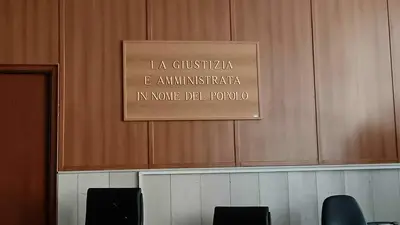 LA GIUSTIZIA
E AMMINISTRATA
IN NOME DEL POPOLO